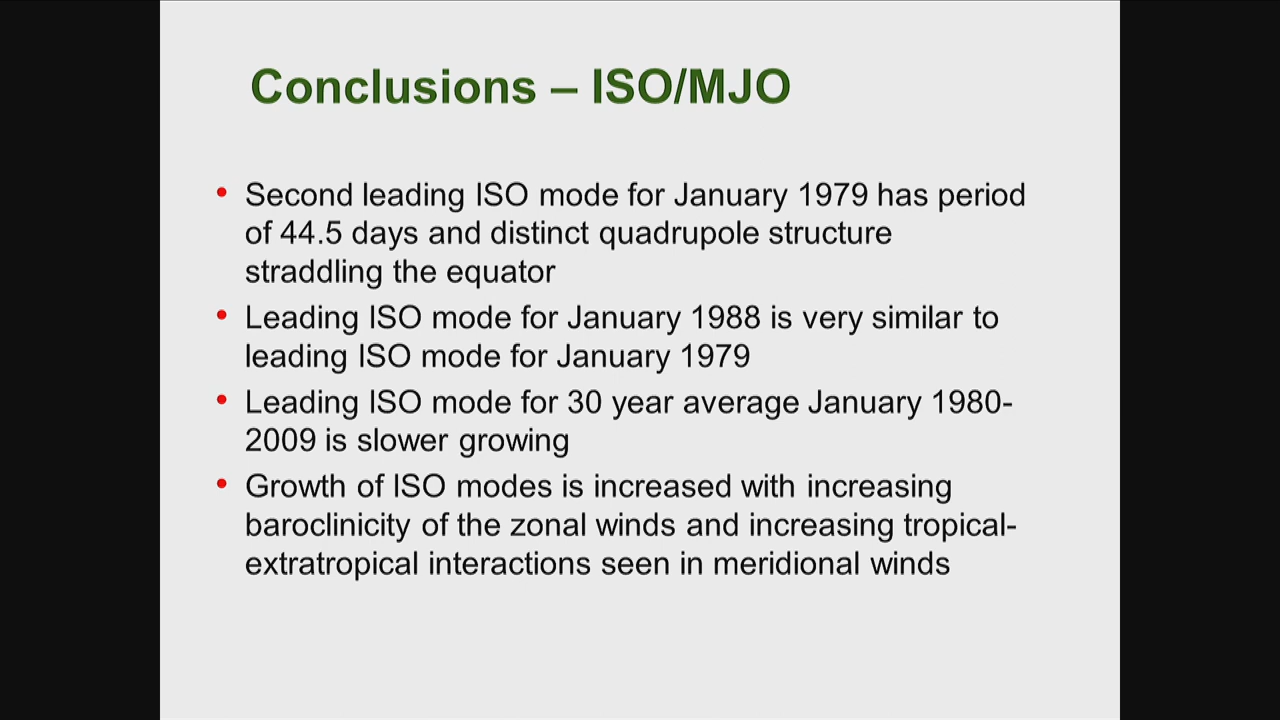 Conclusions – ISO/MJO
• Second leading ISO mode for January 1979 has period
of 44.5 days and distinct quadrupole structure
straddling the equator
• Leading ISO mode for January 1988 is very similar to
leading ISO mode for January 1979
• Leading ISO mode for 30 year average January 1980-
2009 is slower growing
• Growth of ISO modes is increased with increasing
baroclinicity of the zonal winds and increasing tropical-
extratropical interactions seen in meridional winds